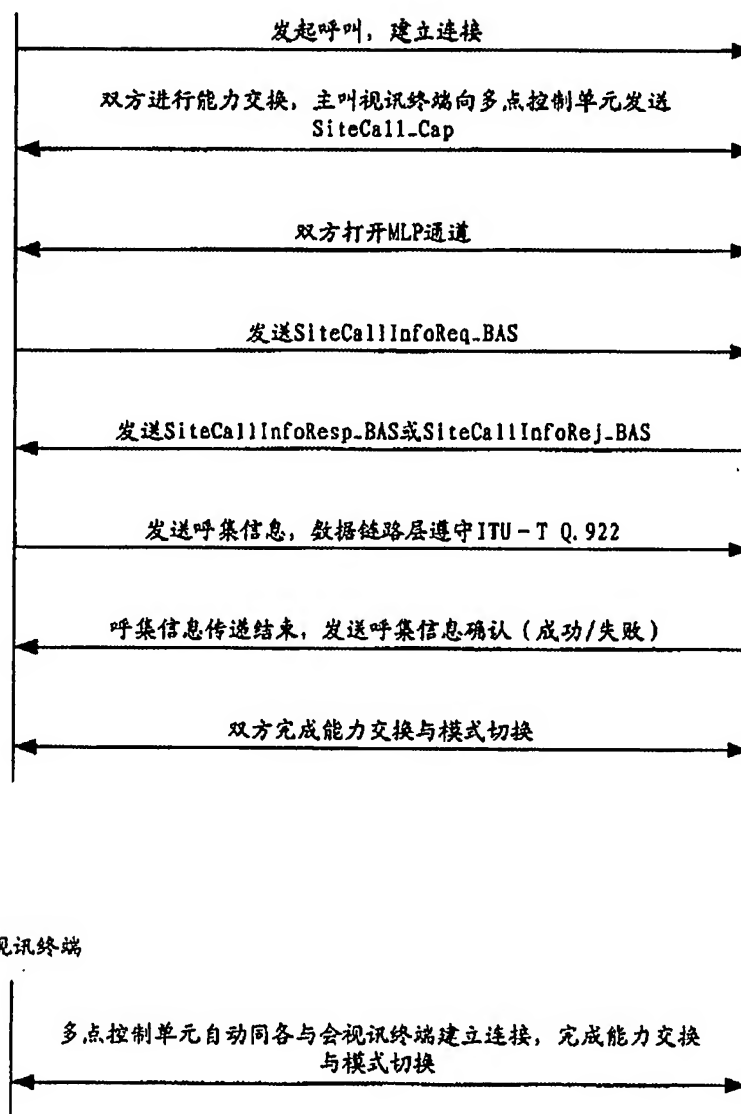 发起呼叫，建立连接
双方进行能力交换，主叫视讯终端向多点控制单元发送
SiteCall_Cap
双方打开MLP通道
发送SiteCallInfoReq_BAS
发送SiteCallInfoResp_BAS或SiteCallInfoRej_BAS
发送呼集信息，数据链路层遵守ITU-T Q.922
呼集信息传递结束，发送呼集信息确认（成功/失败）
双方完成能力交换与模式切换
视讯终端
多点控制单元自动同各与会视讯终端建立连接，完成能力交换
与模式切换